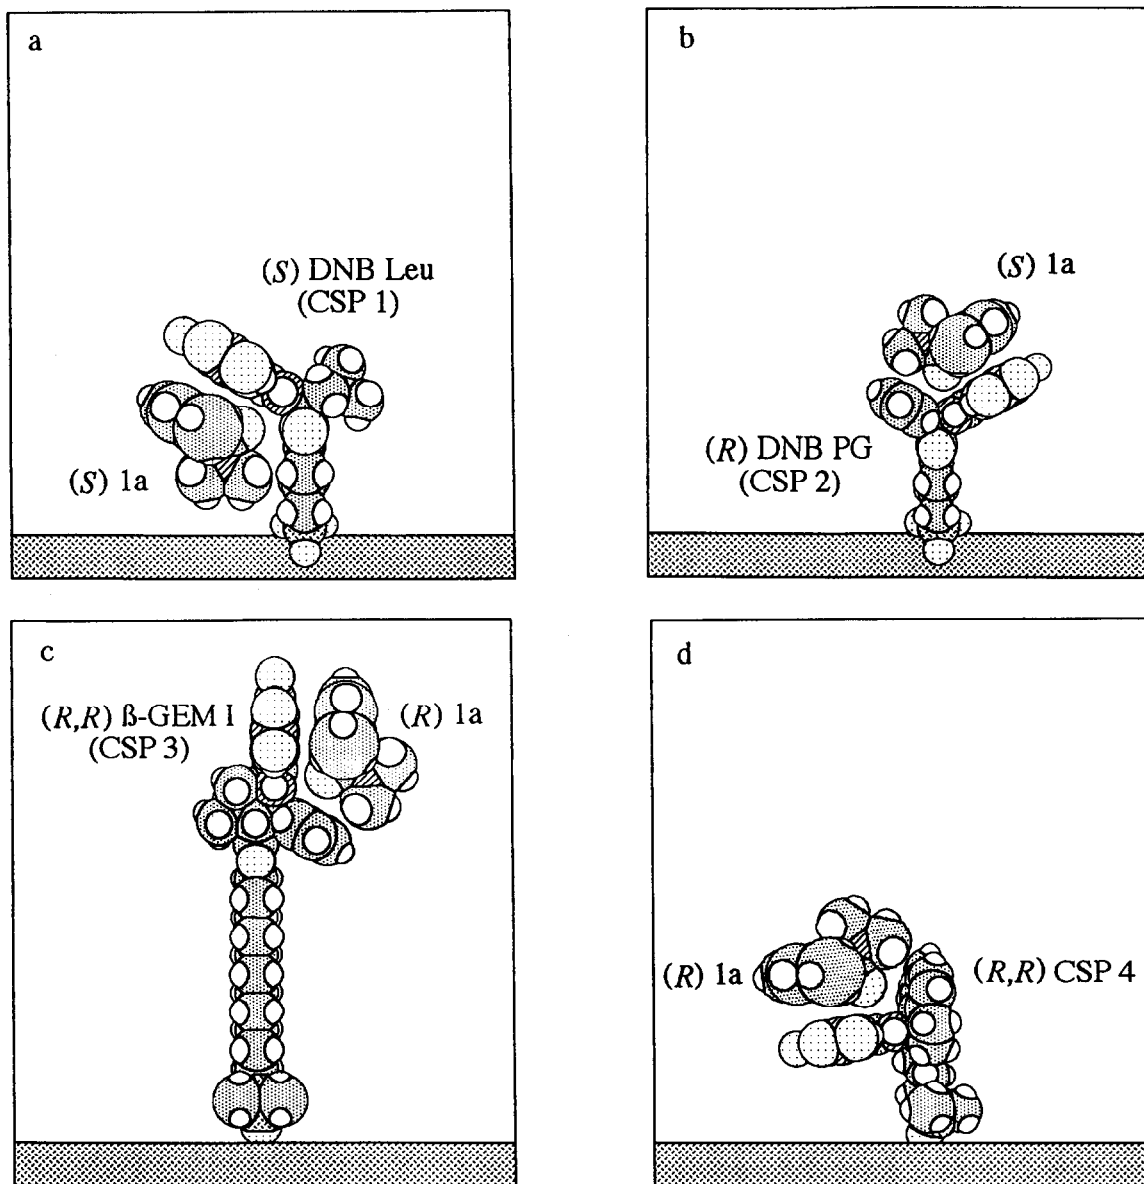 a
(S) DNB Leu
(CSP 1)
(S) 1a
b
(S) 1a
(R) DNB PG
(CSP 2)
c
(R,R) ß-GEM I
(CSP 3)
(R) 1a
d
(R) 1a
(R,R) CSP 4